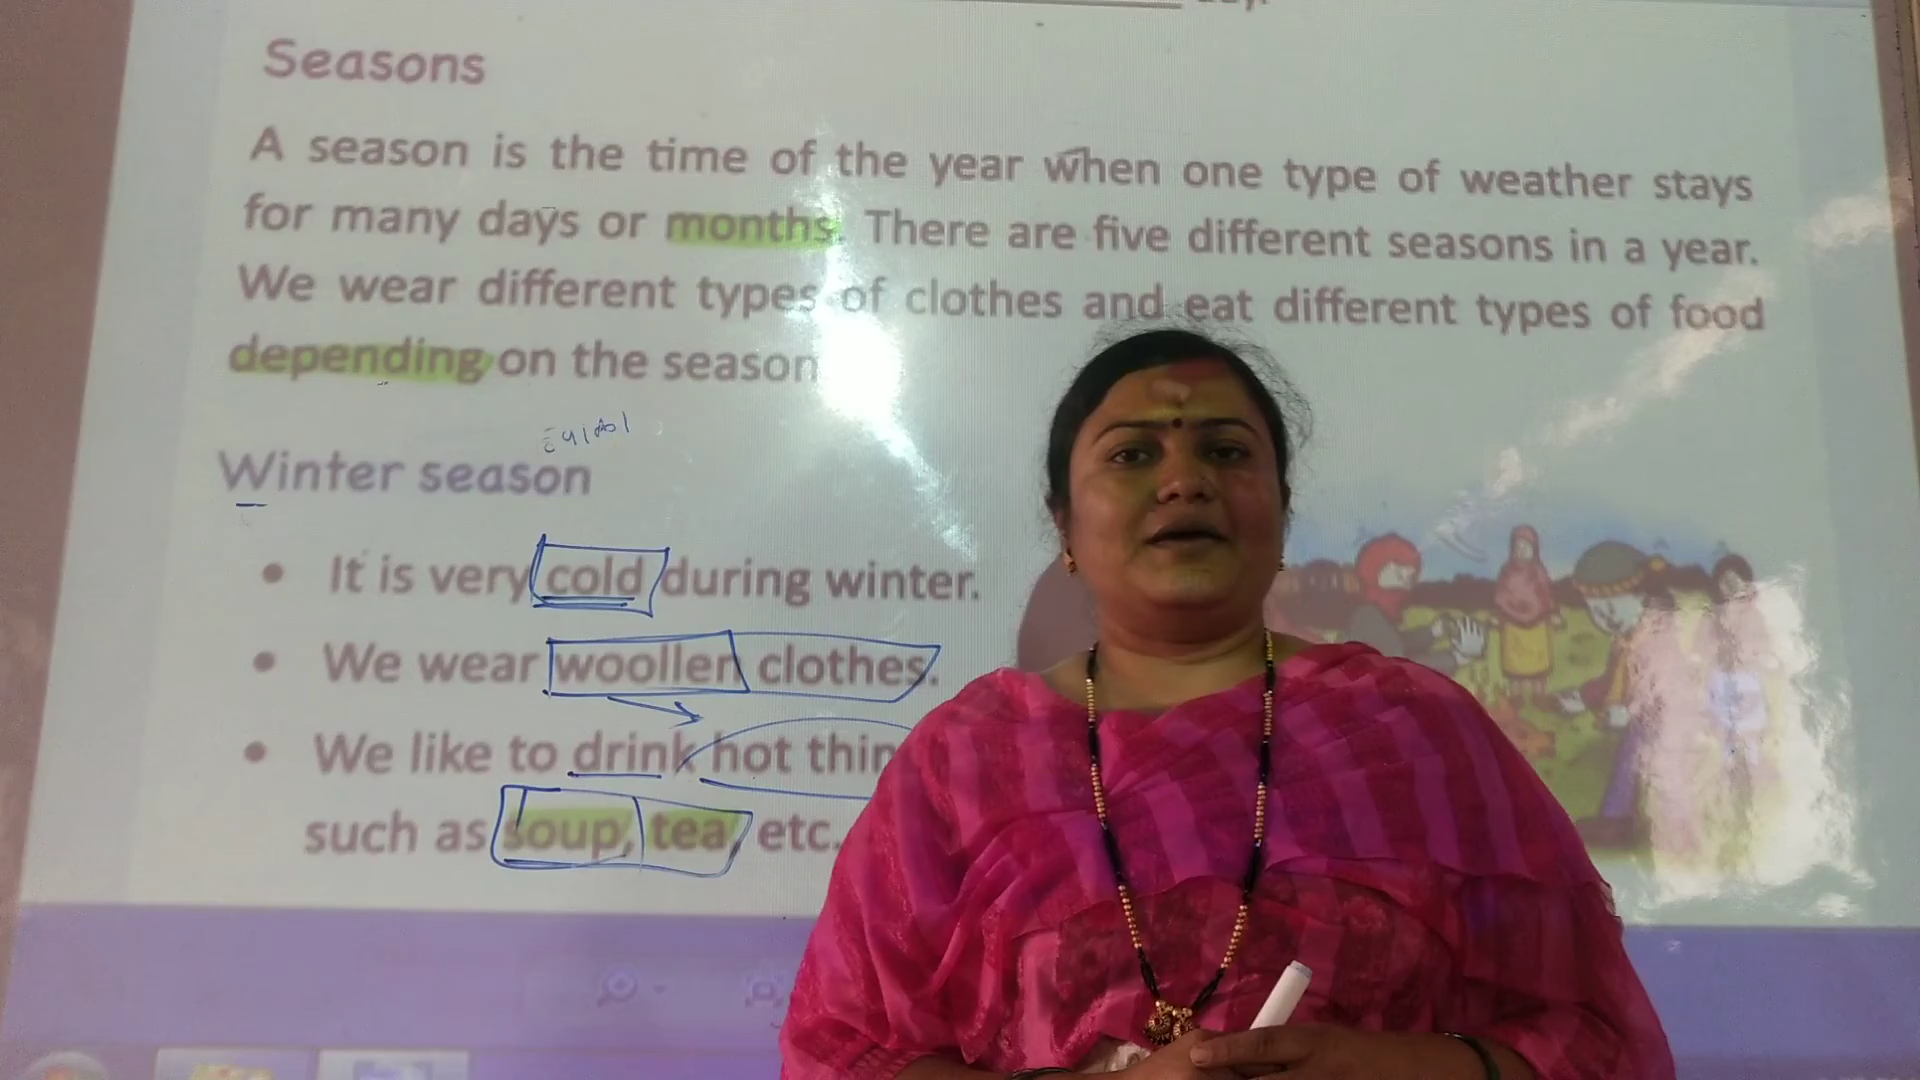 Seasons
A season is the time of the year when one type of weather stays
for many days or months. There are five different seasons in a year.
We wear different types of clothes and eat different types of food
depending on the season
Winter season
• It is very cold during winter.
• We wear woollen clothes.
• We like to drink hot thin
such as soup, tea, etc.